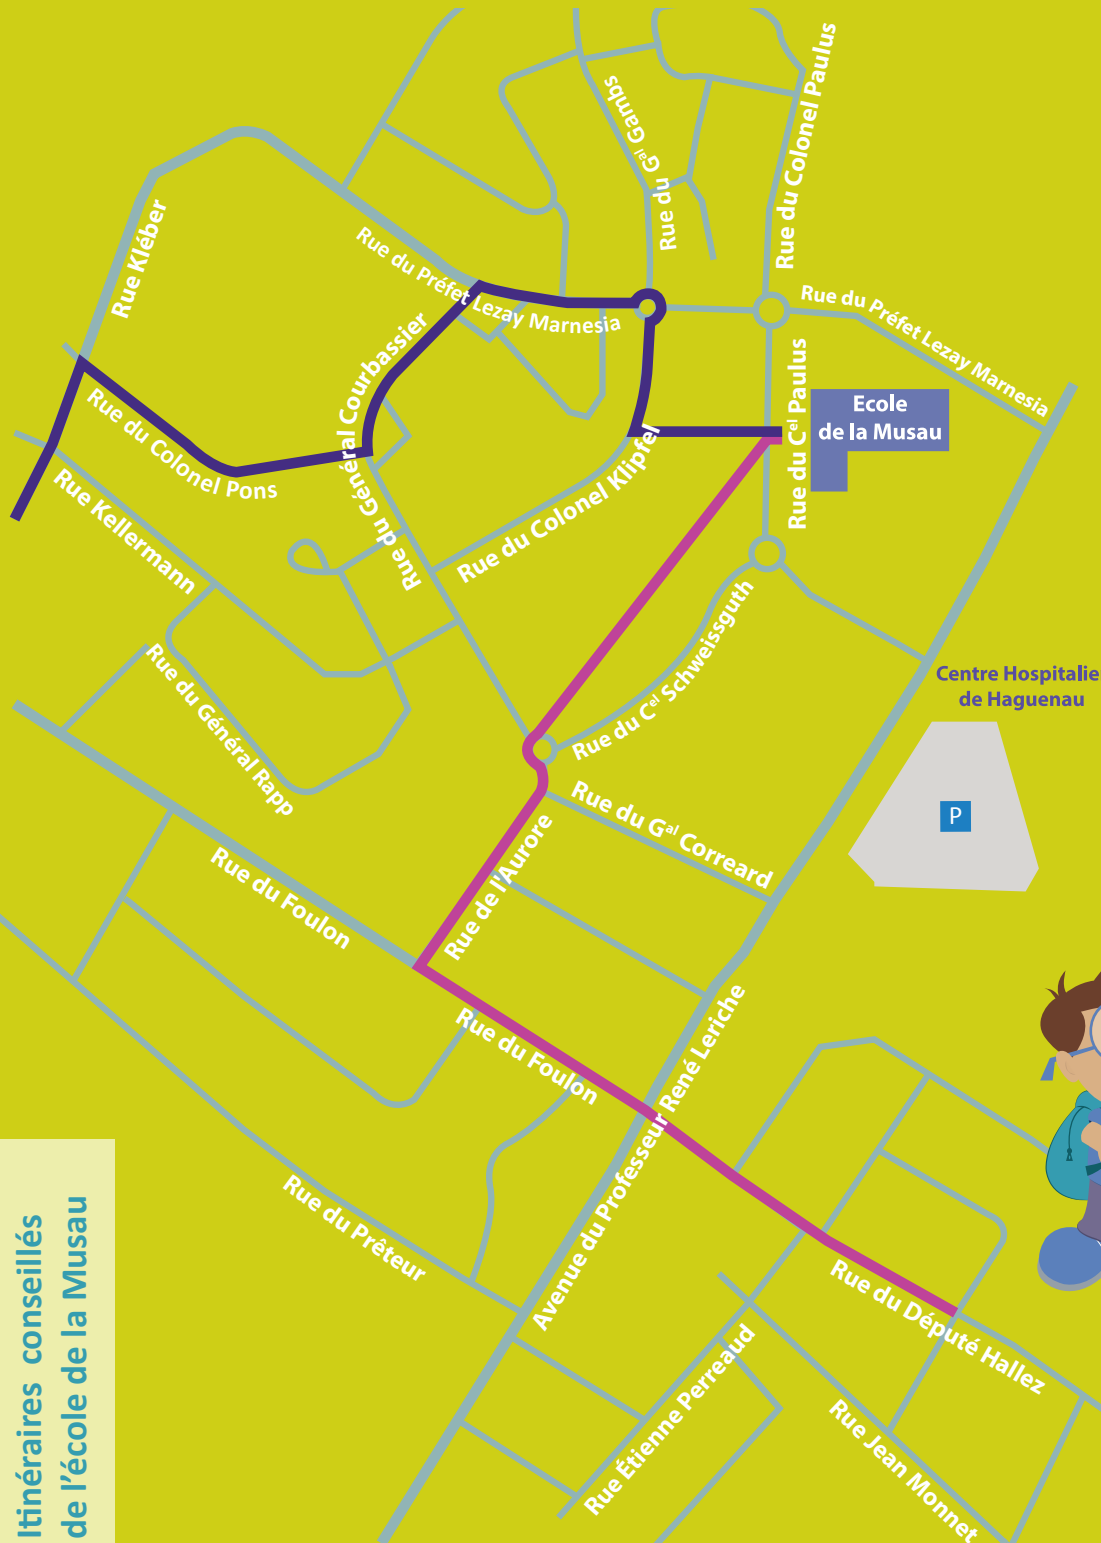 Rue du Colonel Paulus
Rue du Gal Gambs
Rue Kléber
Rue du Préfet Lezay Marnesia
Rue du Préfet Lezay Marnesia
Rue du Général Courbassier
Rue du Cel Paulus
Ecole
de la Musau
Rue du Colonel Pons
Rue du Colonel Klipfel
Rue Kellermann
Rue du
Rue du Cel Schweissguth
Centre Hospitalie
de Haguenau
Rue du Général Rapp
P
Rue du Gal Correard
Rue de l'Aurore
Rue du Foulon
Rue du Foulon
Avenue du Professeur René Leriche
Rue du Prêteur
Rue du Député Hallez
Rue Étienne Perreaud
Rue Jean Monnet
Itinéraires conseillés
de l'école de la Musau